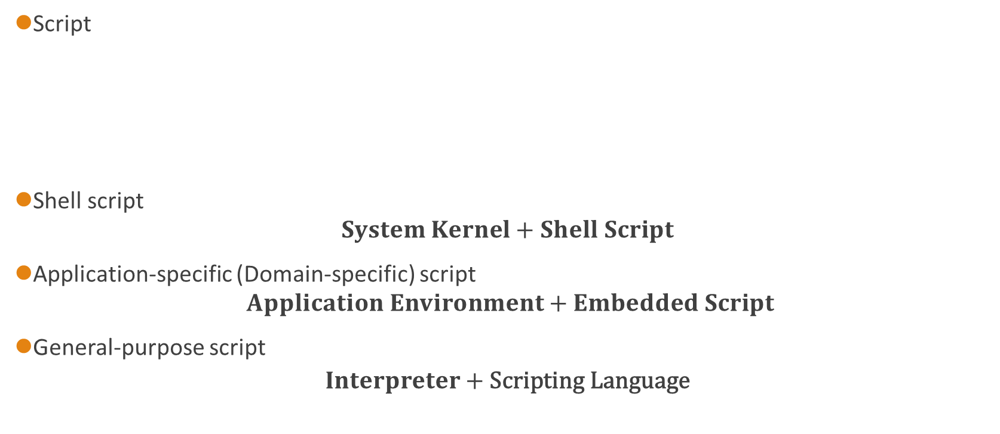 ●Script
●Shell script
System Kernel + Shell Script
●Application-specific (Domain-specific) script
Application Environment + Embedded Script
●General-purpose script
Interpreter + Scripting Language